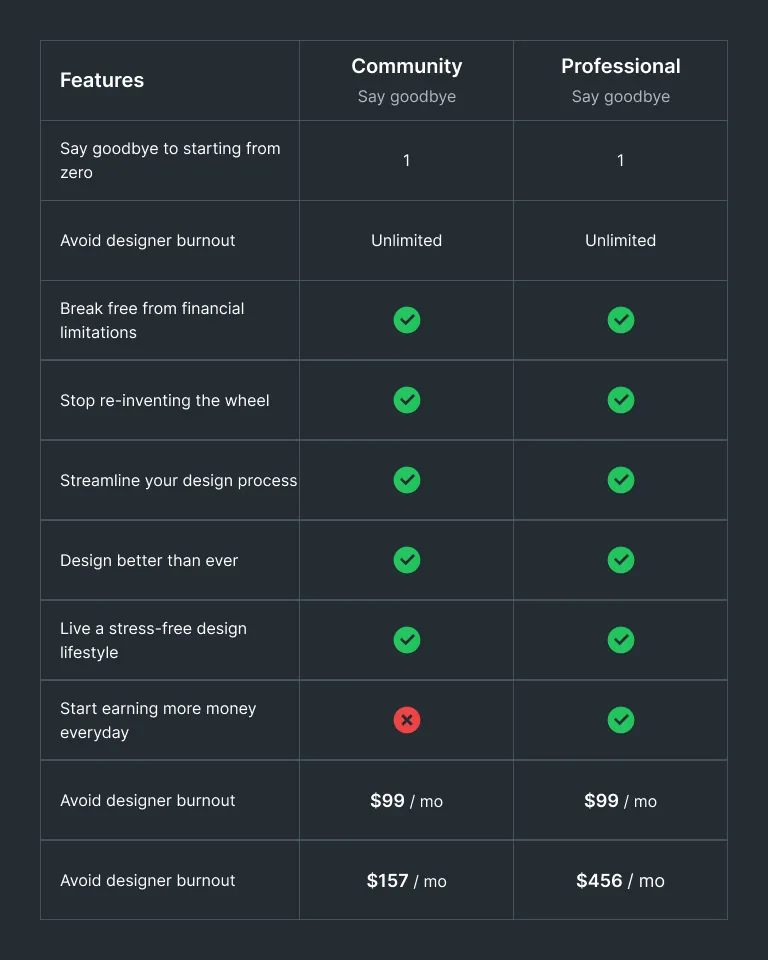 Features
Community
Professional
Say goodbye
Say goodbye
Say goodbye to starting from
zero
1
1
Avoid designer burnout
Unlimited
Unlimited
Break free from financial
limitations
Stop re-inventing the wheel
Streamline your design process
Design better than ever
Live a stress-free design
lifestyle
Start earning more money
everyday
Avoid designer burnout
$99 / mo
$99 / mo
Avoid designer burnout
$157 / mo
$456 / mo